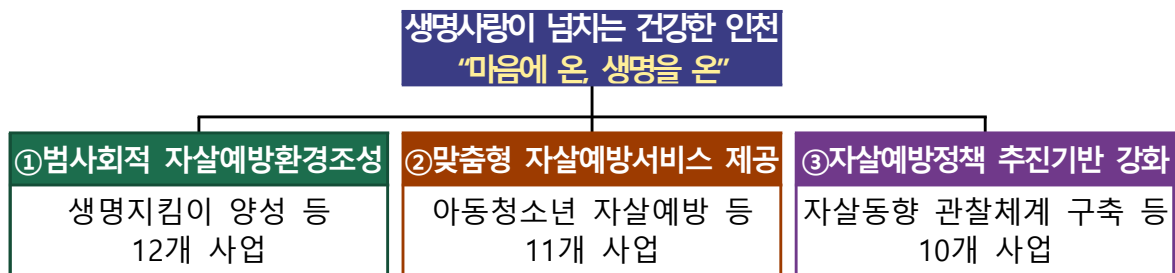 생명사랑이 넘치는 건강한 인천
“마음에 온, 생명을 온”
①범사회적 자살예방환경조성
생명지킴이 양성 등
12개 사업
②맞춤형 자살예방서비스 제공
아동청소년 자살예방 등
11개 사업
③자살예방정책 추진기반 강화
자살동향 관찰체계 구축 등
10개 사업